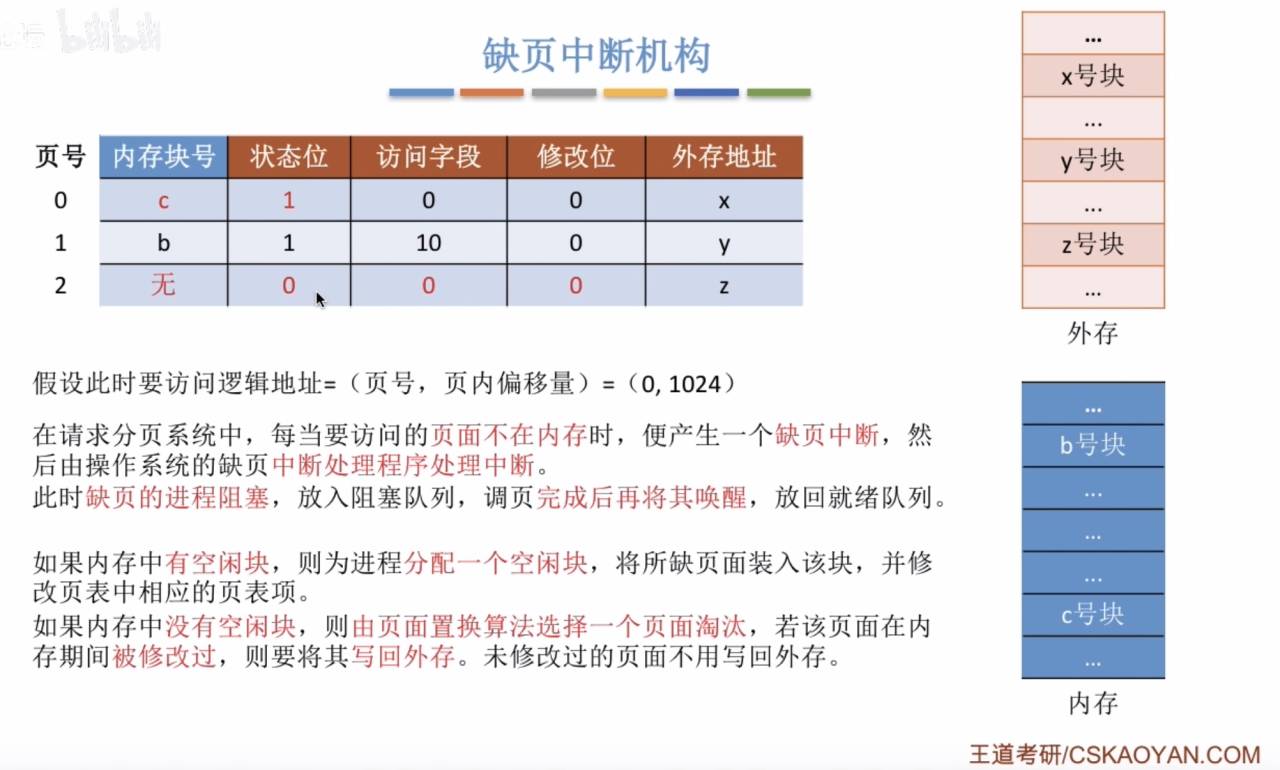 bilibili
缺页中断机构
页号 内存块号 状态位 访问字段 修改位 外存地址
0 c 1 0 0 x
1 b 1 10 0 y
2 无 0 0 0 z
假设此时要访问逻辑地址=（页号，页内偏移量）=（0, 1024）
在请求分页系统中，每当要访问的页面不在内存时，便产生一个缺页中断，然
后由操作系统的缺页中断处理程序处理中断。
此时缺页的进程阻塞，放入阻塞队列，调页完成后再将其唤醒，放回就绪队列。
如果内存中有空闲块，则为进程分配一个空闲块，将所缺页面装入该块，并修
改页表中相应的页表项。
如果内存中没有空闲块，则由页面置换算法选择一个页面淘汰，若该页面在内
存期间被修改过，则要将其写回外存。未修改过的页面不用写回外存。
...
x号块
...
y号块
...
z号块
...
外存
...
b号块
...
...
...
c号块
...
内存
王道考研/CSKAOYAN.COM